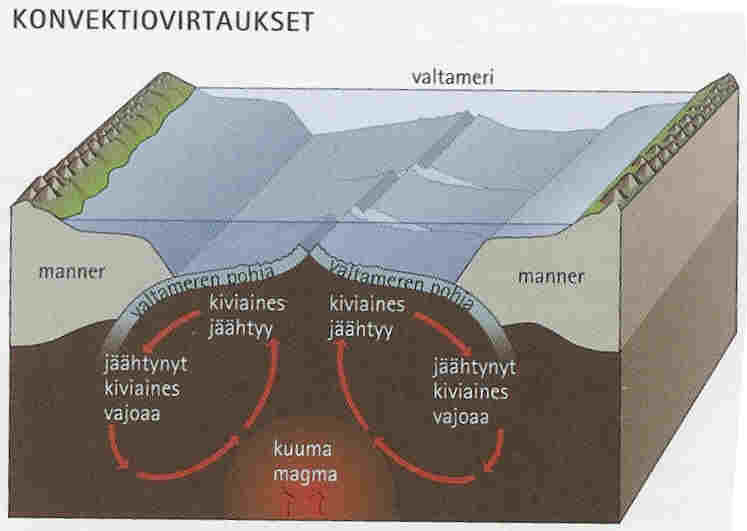 KONVEKTIOVIRTAUKSET
valtameri
manner
valtameren pohja
valtameren pohja
manner
kiviaines
jäähtyy
kiviaines
jäähtyy
jäähtynyt
kiviaines
vajoaa
jäähtynyt
kiviaines
vajoaa
kuuma
magma